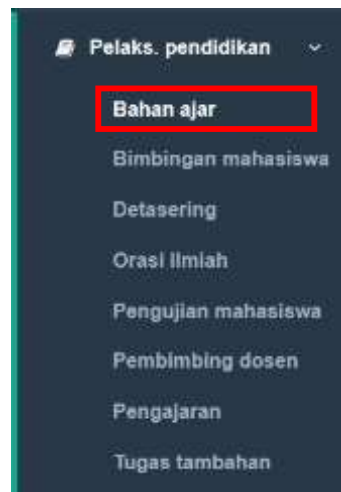 Pelaks. pendidikan
Bahan ajar
Bimbingan mahasiswa
Detasering
Orasi Ilmiah
Pengujian mahasiswa
Pembimbing dosen
Pengajaran
Tugas tambahan